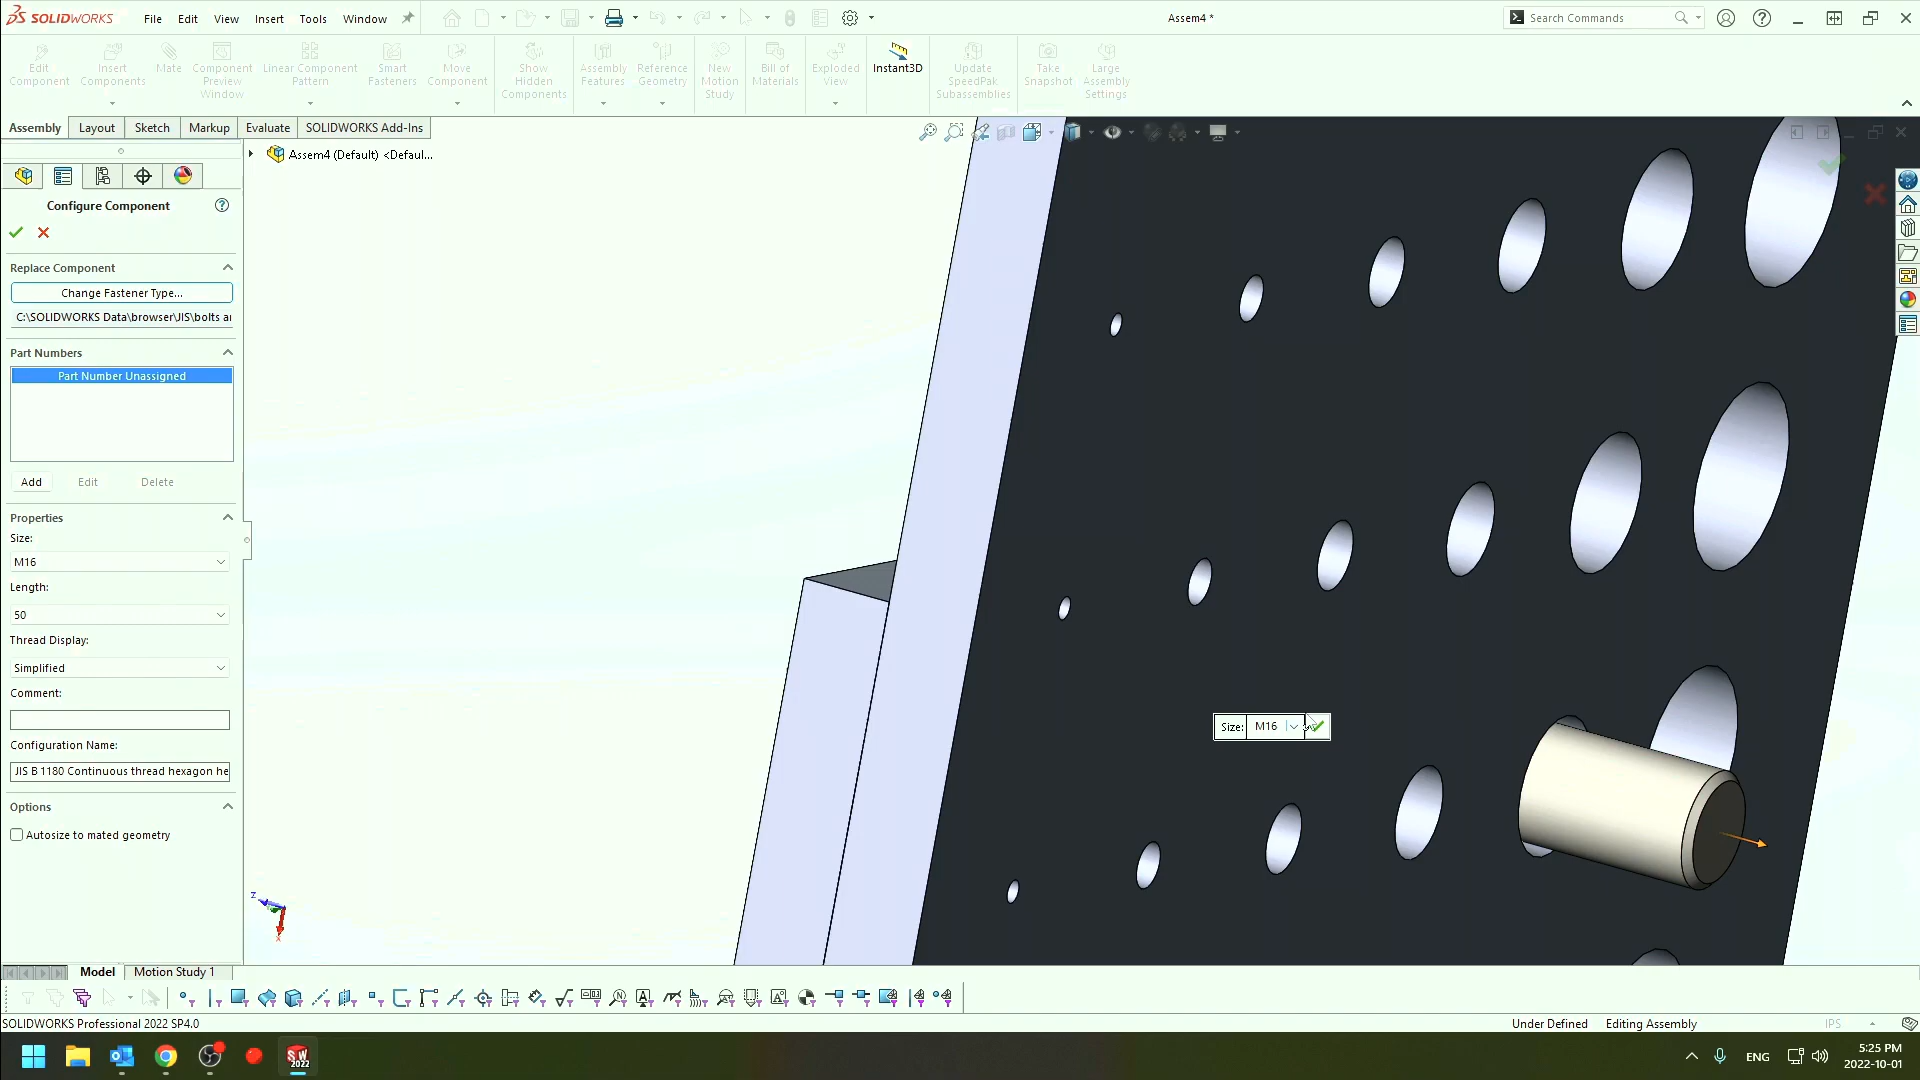 SOLIDWORKS
File Edit View Insert Tools Window
Assem4 *
Search Commands
Edit Component
Insert Components
Mate
Component Preview Window
Linear Component Pattern
Smart Fasteners
Move Component
Show Hidden Components
Assembly Features
Reference Geometry
New Motion Study
Bill of Materials
Exploded View
Instant3D
Update SpeedPak Subassemblies
Take Snapshot
Large Assembly Settings
Assembly Layout Sketch Markup Evaluate SOLIDWORKS Add-Ins
Assem4 (Default) <Defaul...
Configure Component
Replace Component
Change Fastener Type...
C:\SOLIDWORKS Data\browser\JIS\bolts ar
Part Numbers
Part Number Unassigned
Add Edit Delete
Properties
Size:
M16
Length:
50
Thread Display:
Simplified
Comment:
Configuration Name:
JIS B 1180 Continuous thread hexagon he
Options
Autosize to mated geometry
Size: M16
z
x
Model Motion Study 1
SOLIDWORKS Professional 2022 SP4.0
Under Defined Editing Assembly IPS
SW 2022
ENG
5:25 PM
2022-10-01